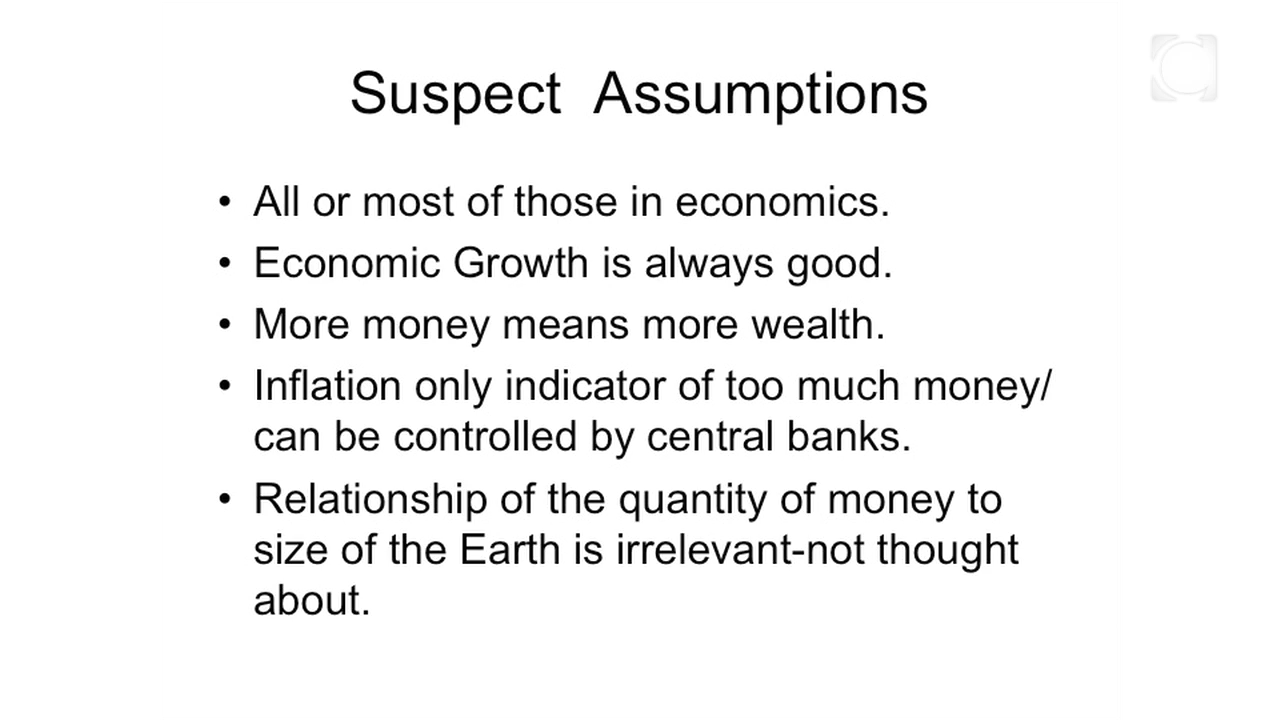 Suspect Assumptions
• All or most of those in economics.
• Economic Growth is always good.
• More money means more wealth.
• Inflation only indicator of too much money/
can be controlled by central banks.
• Relationship of the quantity of money to
size of the Earth is irrelevant-not thought
about.